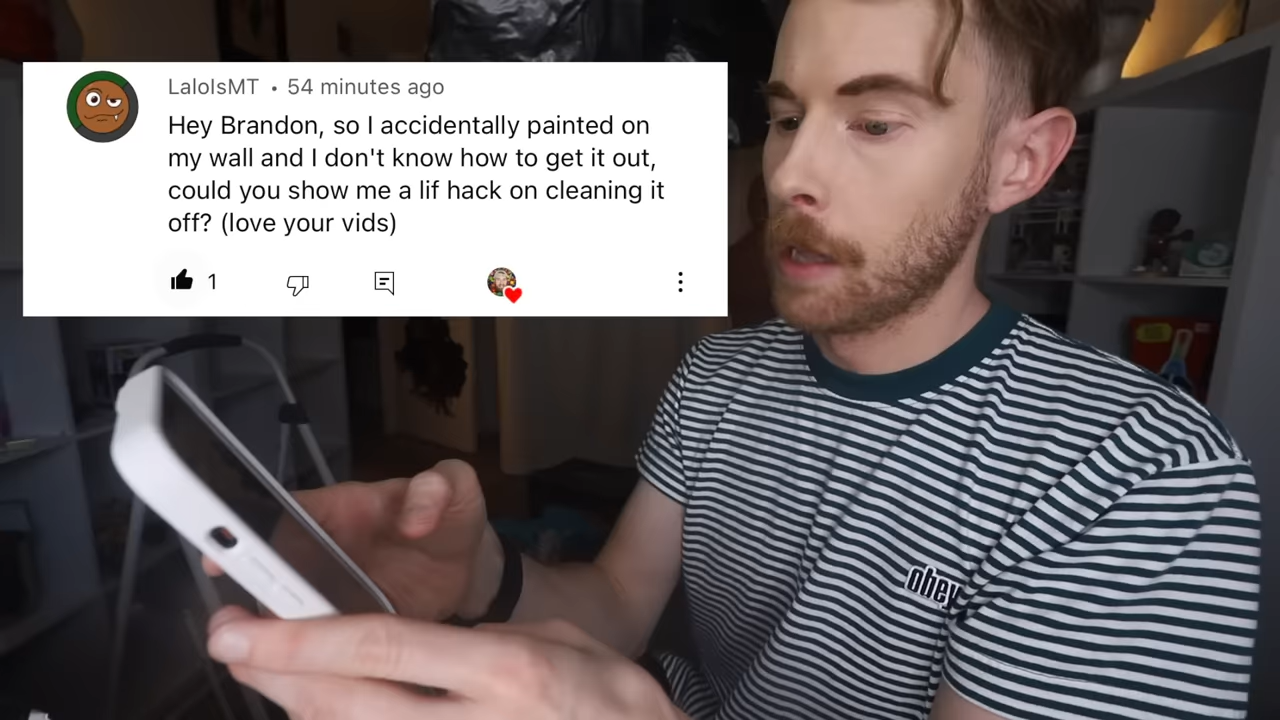 LaloIsMT • 54 minutes ago
Hey Brandon, so I accidentally painted on
my wall and I don't know how to get it out,
could you show me a lif hack on cleaning it
off? (love your vids)
1
obey